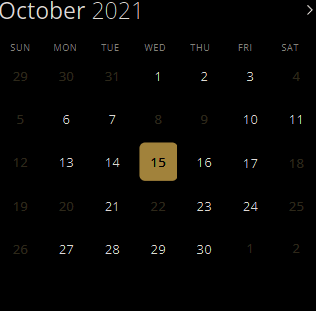 October 2021
SUN MON TUE WED THU FRI SAT
29 30 31 1 2 3 4
5 6 7 8 9 10 11
12 13 14 15 16 17 18
19 20 21 22 23 24 25
26 27 28 29 30 1 2